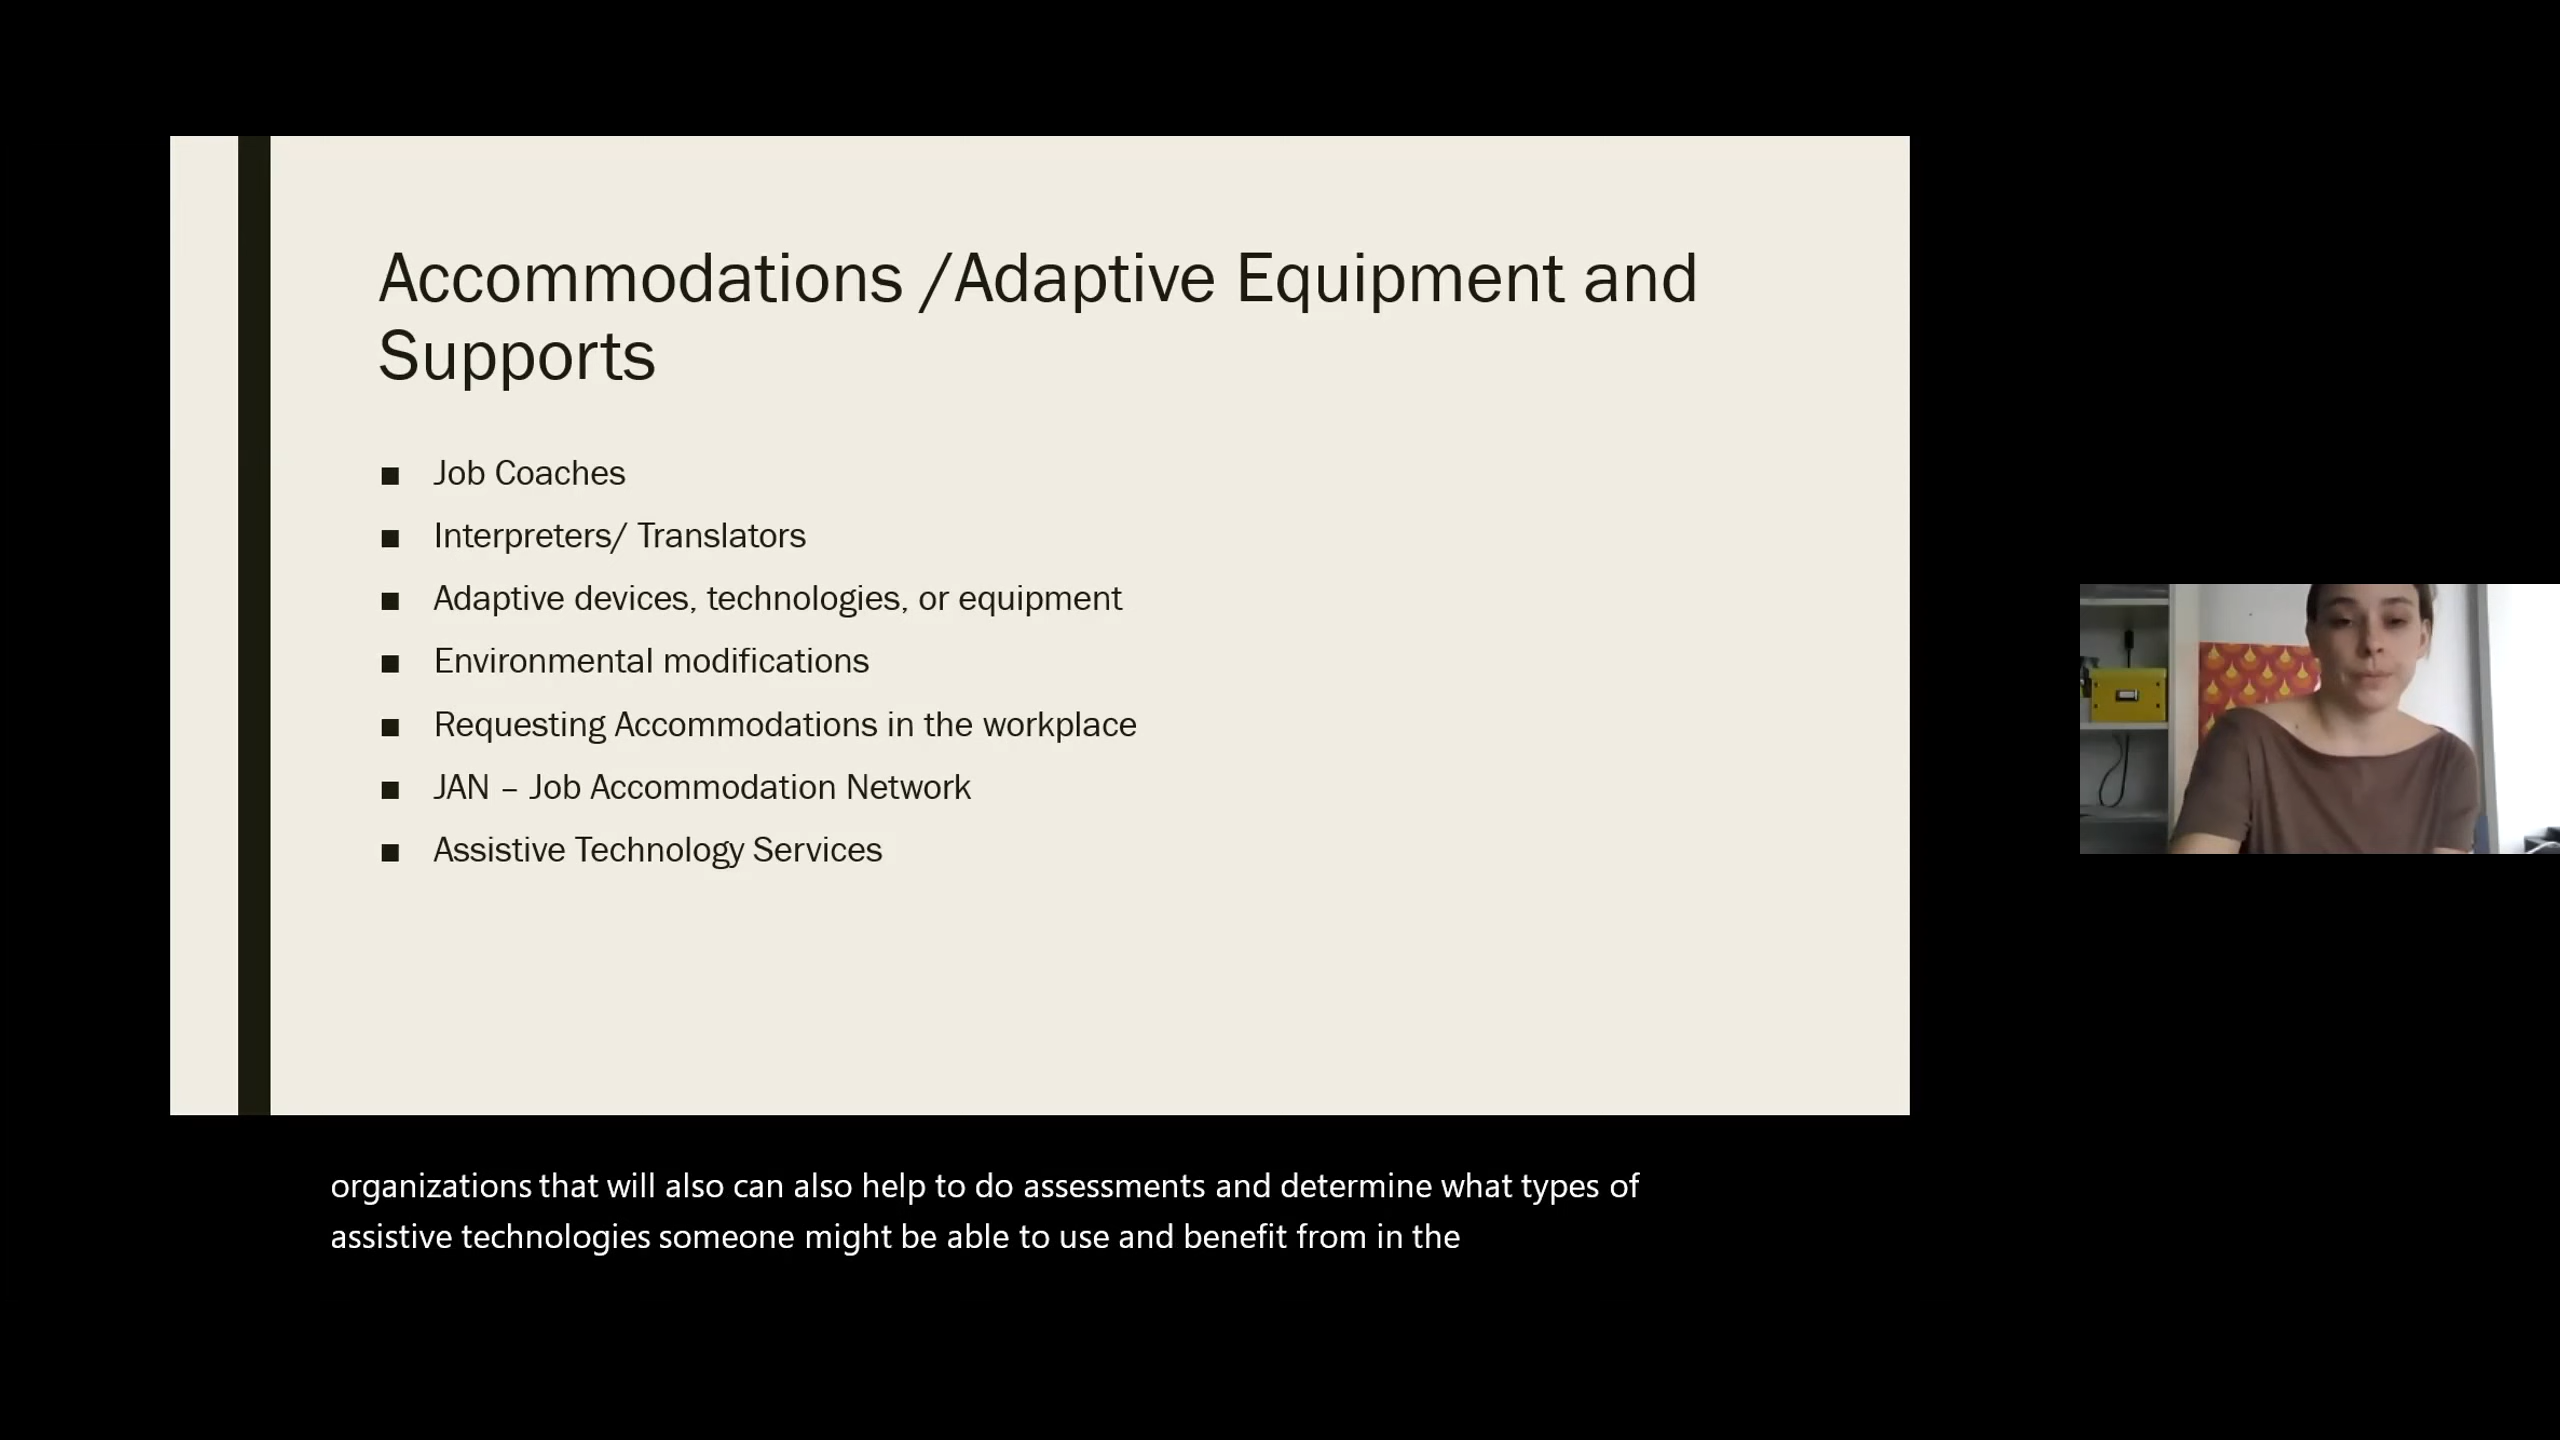 Accommodations /Adaptive Equipment and
Supports
■ Job Coaches
■ Interpreters/ Translators
■ Adaptive devices, technologies, or equipment
■ Environmental modifications
■ Requesting Accommodations in the workplace
■ JAN – Job Accommodation Network
■ Assistive Technology Services
organizations that will also can also help to do assessments and determine what types of
assistive technologies someone might be able to use and benefit from in the